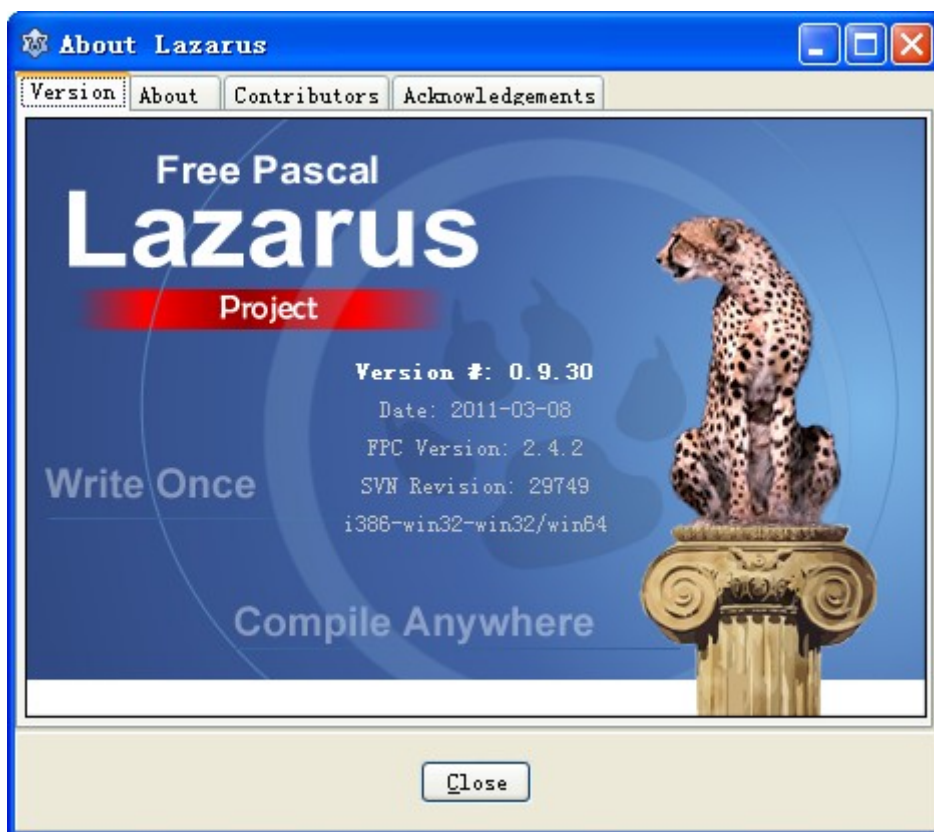 About Lazarus
Version About Contributors Acknowledgements
Free Pascal
Lazarus
Project
Version #: 0.9.30
Date: 2011-03-08
FPC Version: 2.4.2
SVN Revision: 29749
i386-win32-win32/win64
Write Once
Compile Anywhere
Close